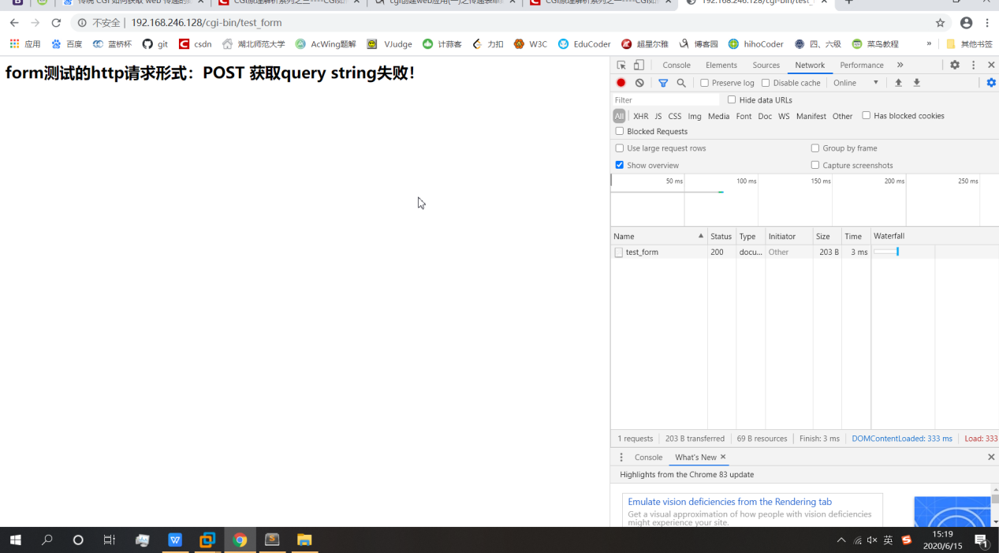 传统 CGI 如何获取 web 传递的
CGI原理解析系列之三----CGI如
cgi创建web应用(一)之传递表单
CGI原理解析系列之一----CGI如
192.168.246.128/cgi-bin/test_
不安全 | 192.168.246.128/cgi-bin/test_form
应用 百度 蓝桥杯 git csdn 湖北师范大学 AcWing题解 VJudge 计蒜客 力扣 W3C EduCoder 超星尔雅 博客园 hihoCoder 四、六级 菜鸟教程 » 其他书签
form测试的http请求形式：POST 获取query string失败！
Console Elements Sources Network Performance »
Preserve log Disable cache Online
Filter Hide data URLs
All XHR JS CSS Img Media Font Doc WS Manifest Other Has blocked cookies
Blocked Requests
Use large request rows Group by frame
Show overview Capture screenshots
50 ms 100 ms 150 ms 200 ms 250 ms
Name Status Type Initiator Size Time Waterfall
test_form 200 docu... Other 203 B 3 ms
1 requests 203 B transferred 69 B resources Finish: 3 ms DOMContentLoaded: 333 ms Load: 333
Console What's New
Highlights from the Chrome 83 update
Emulate vision deficiencies from the Rendering tab
Get a visual approximation of how people with vision deficiencies
might experience your site.
英 15:19
2020/6/15 1